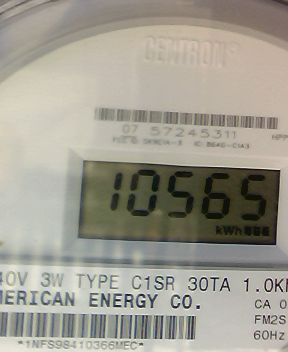 CENTRON®
07 57245311
10565
kWh
40V 3W TYPE C1SR 30TA 1.0K
MERICAN ENERGY CO.
CA 0
FM2S
60Hz
*1NFS98410366MEC*